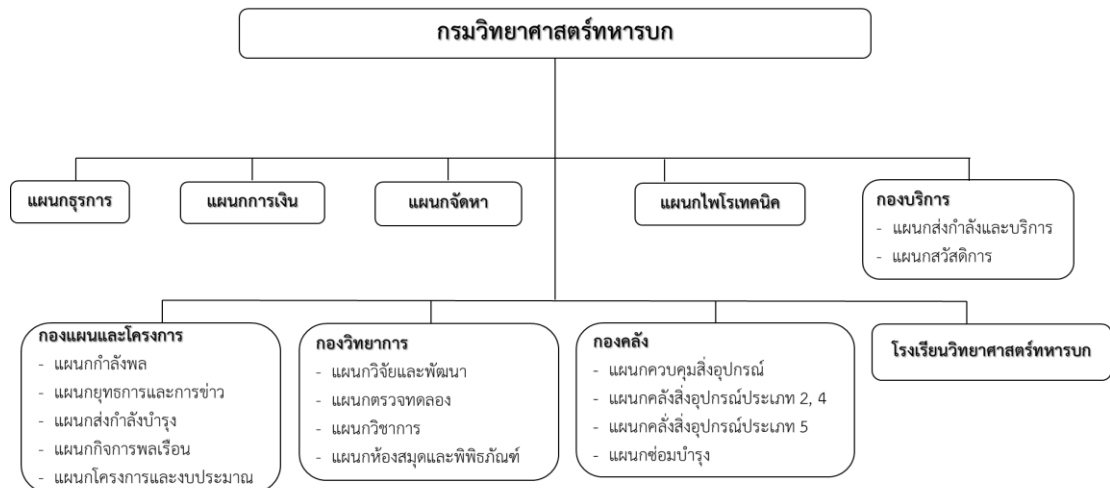 กรมวิทยาศาสตร์ทหารบก
แผนกธุรการ
แผนกการเงิน
แผนกจัดหา
แผนกไพโรเทคนิค
กองบริการ
- แผนกส่งกำลังและบริการ
- แผนกสวัสดิการ
กองแผนและโครงการ
- แผนกกำลังพล
- แผนกยุทธการและการข่าว
- แผนกส่งกำลังบำรุง
- แผนกกิจการพลเรือน
- แผนกโครงการและงบประมาณ
กองวิทยาการ
- แผนกวิจัยและพัฒนา
- แผนกตรวจทดลอง
- แผนกวิชาการ
- แผนกห้องสมุดและพิพิธภัณฑ์
กองคลัง
- แผนกควบคุมสิ่งอุปกรณ์
- แผนกคลังสิ่งอุปกรณ์ประเภท 2, 4
- แผนกคลั่งสิ่งอุปกรณ์ประเภท 5
- แผนกซ่อมบำรุง
โรงเรียนวิทยาศาสตร์ทหารบก